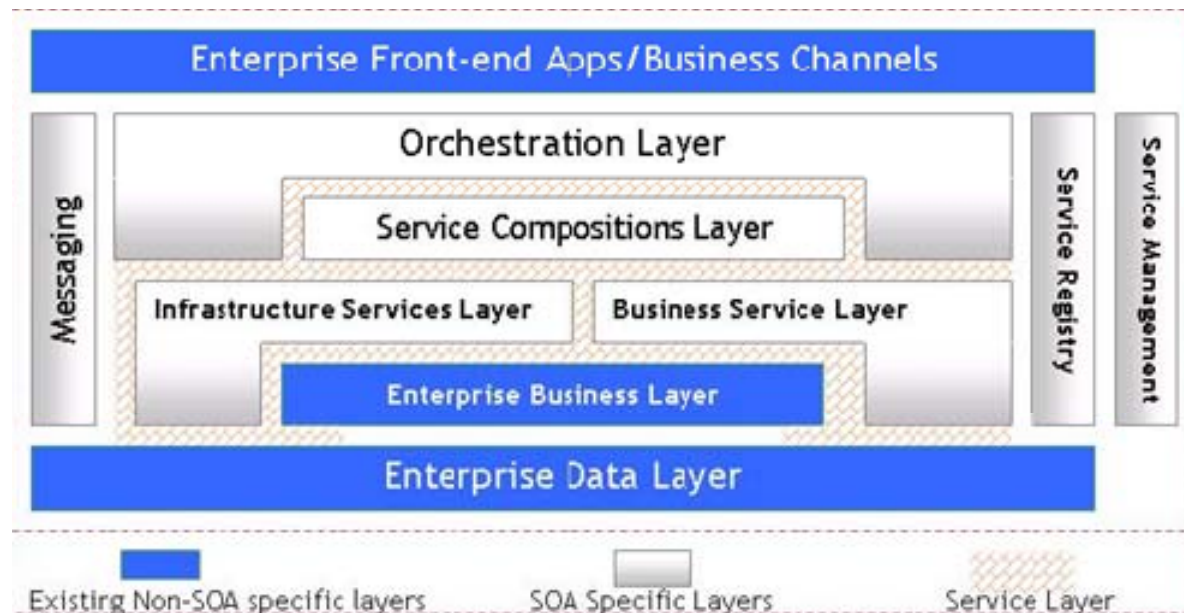 Enterprise Front-end Apps/Business Channels
Messaging
Orchestration Layer
Service Compositions Layer
Infrastructure Services Layer
Business Service Layer
Enterprise Business Layer
Service Registry
Service Management
Enterprise Data Layer
Existing Non-SOA specific layers
SOA Specific Layers
Service Layer